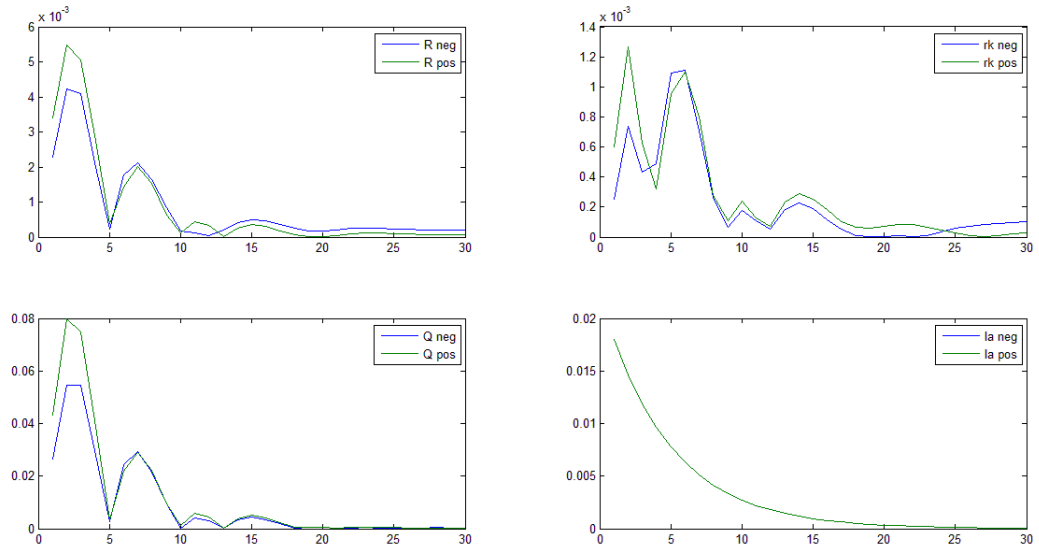 x 10⁻³
6
5
4
3
2
1
0
0 5 10 15 20 25 30
R neg
R pos
x 10⁻³
1.4
1.2
1
0.8
0.6
0.4
0.2
0
0 5 10 15 20 25 30
rk neg
rk pos
0.08
0.06
0.04
0.02
0
0 5 10 15 20 25 30
Q neg
Q pos
0.02
0.015
0.01
0.005
0
0 5 10 15 20 25 30
la neg
la pos